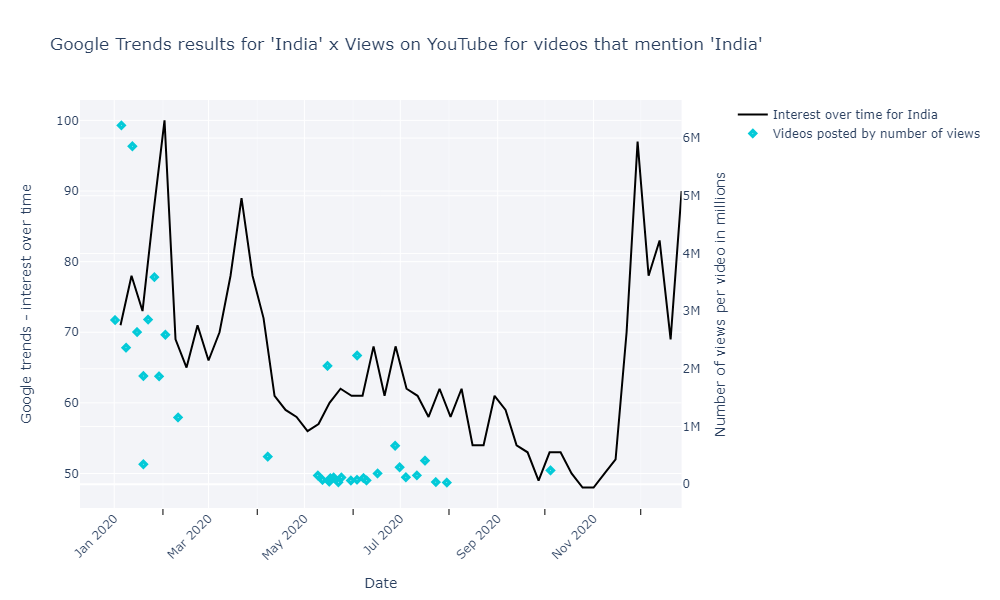 Google Trends results for 'India' x Views on YouTube for videos that mention 'India'
Interest over time for India
Videos posted by number of views
100
90
80
70
60
50
Google trends - interest over time
6M
5M
4M
3M
2M
1M
0
Number of views per video in millions
Jan 2020
Mar 2020
May 2020
Jul 2020
Sep 2020
Nov 2020
Date